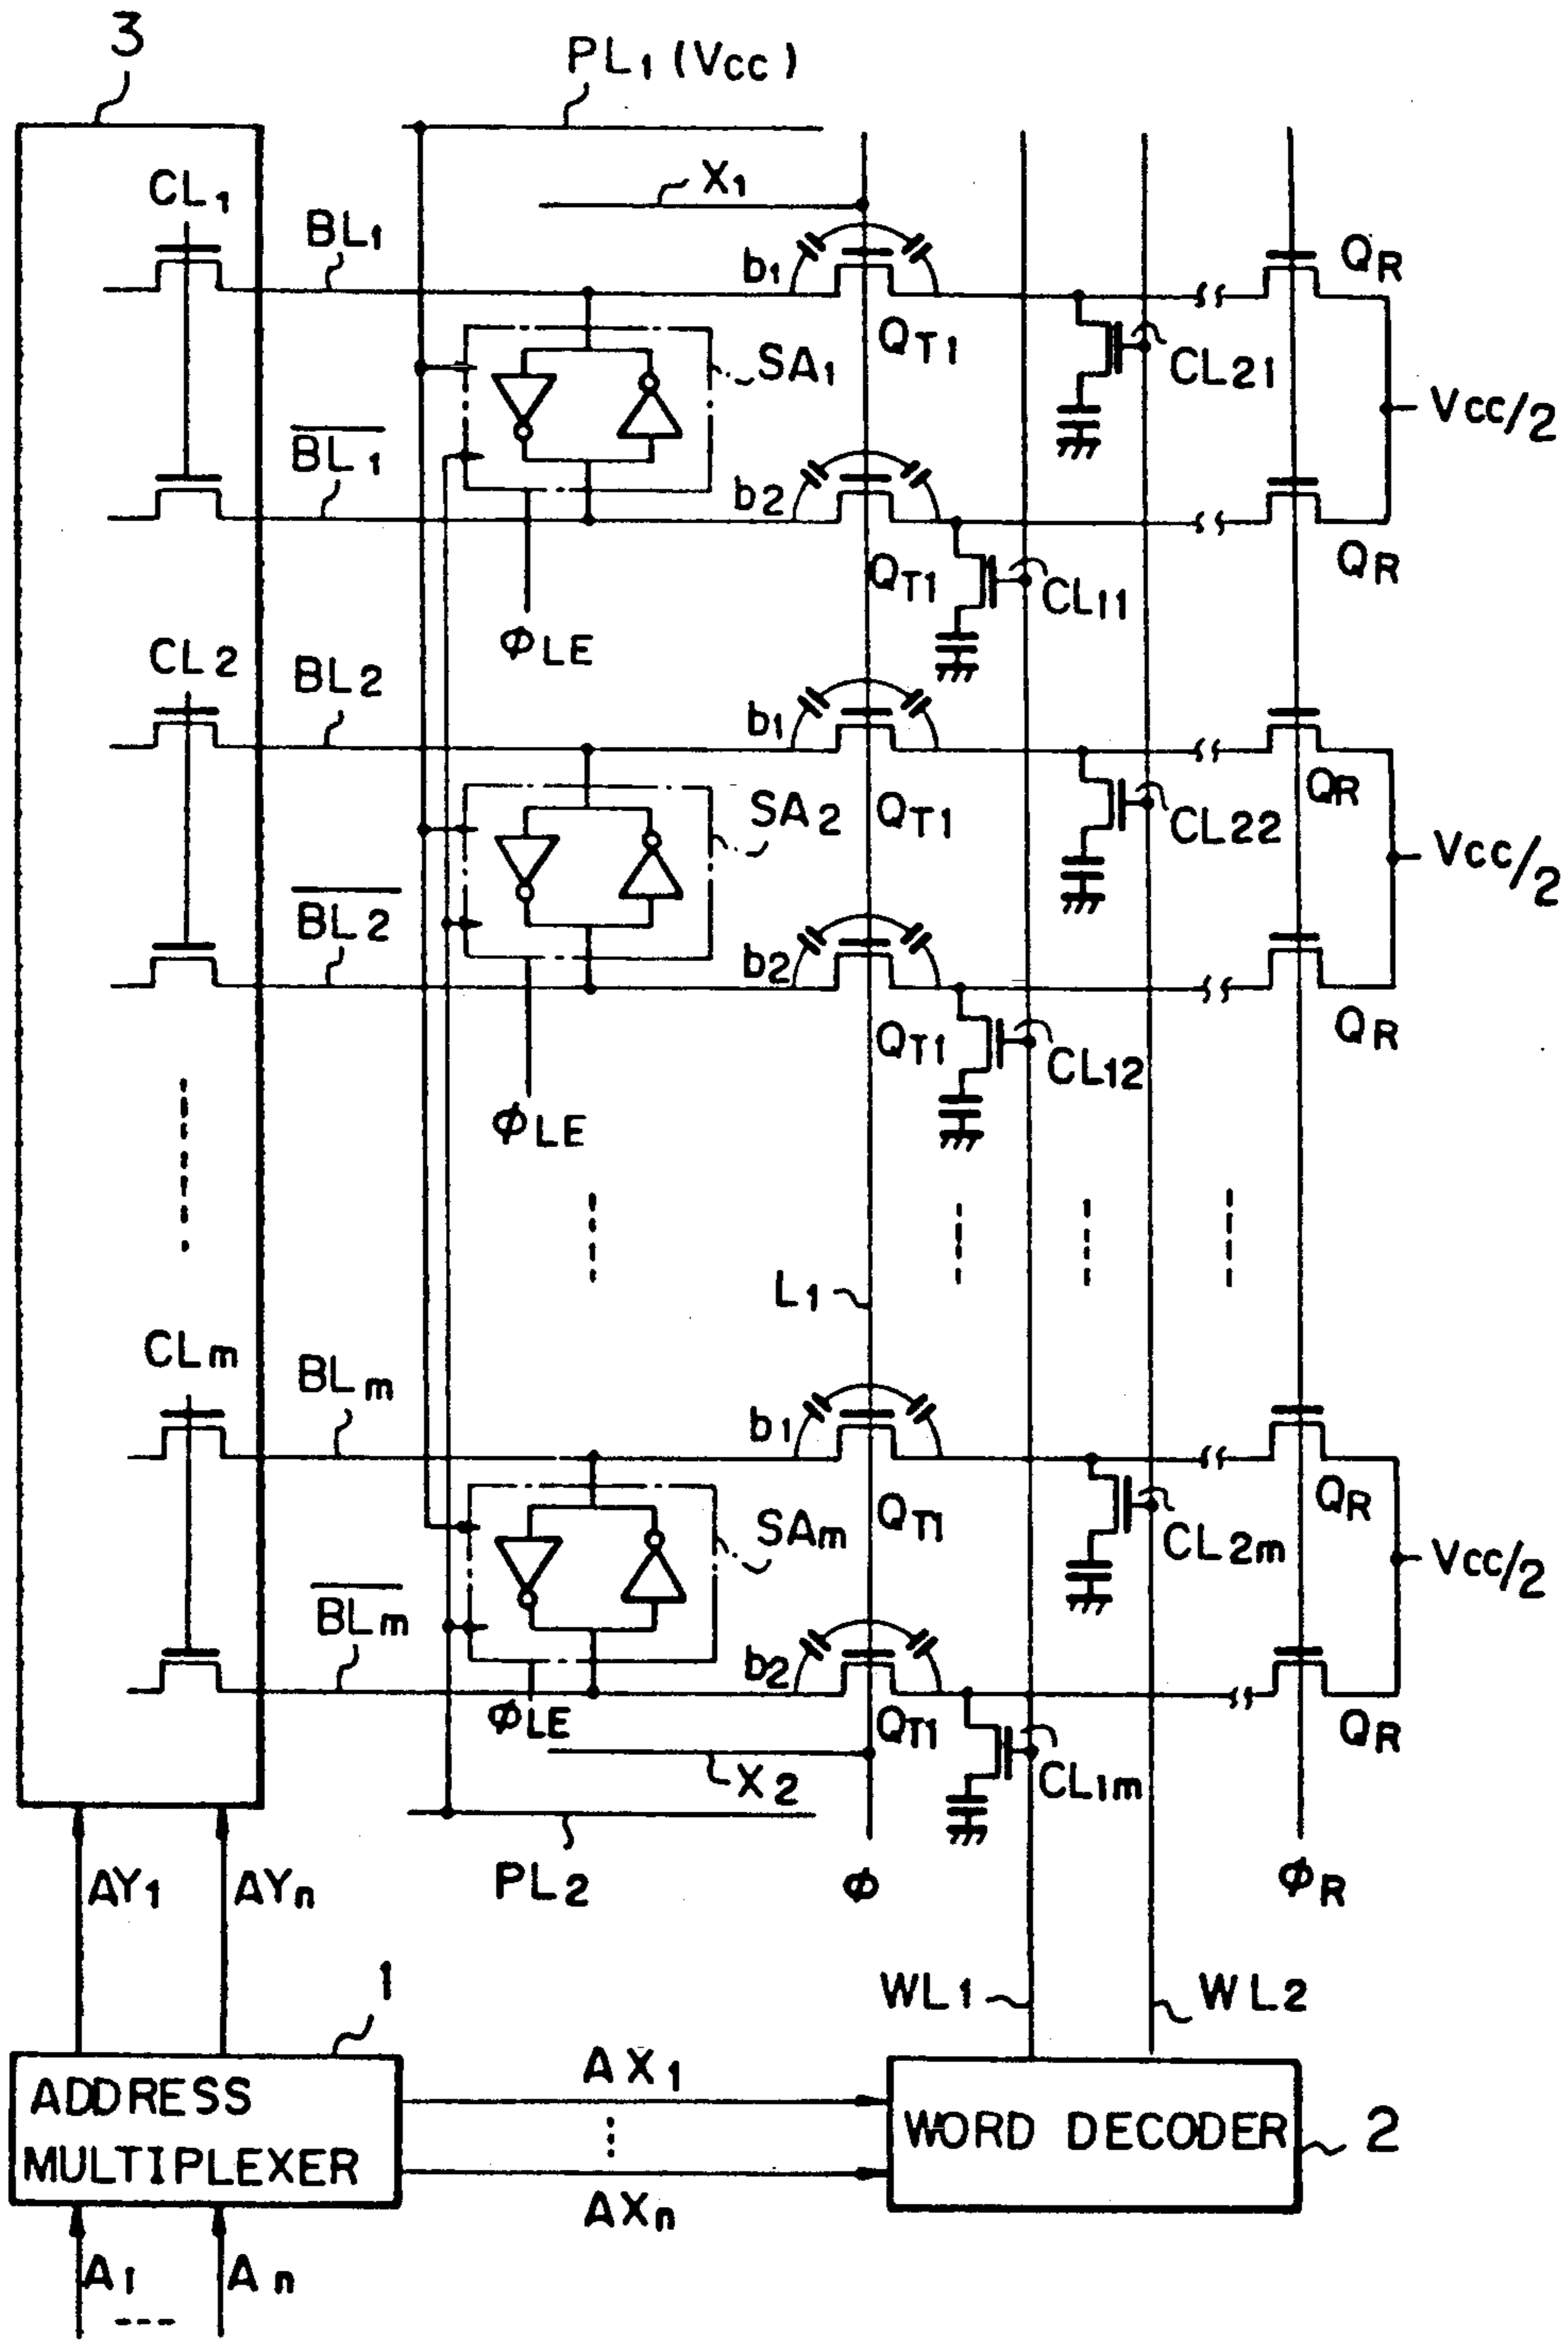 3
PL1 (VCC)
X1
CL1
BL1
b1
QR
QT1
SA1
CL21
VCC/2
BL1
b2
QT1
QR
CL11
φLE
CL2
BL2
b1
QR
QT1
SA2
CL22
VCC/2
BL2
b2
QT1
QR
CL12
φLE
L1
CLm
BLm
b1
QR
QT1
SAm
CL2m
VCC/2
BLm
b2
φLE
QT1
QR
X2
CL1m
PL2
φ
φR
AY1
AYn
1
WL1
WL2
ADDRESS
MULTIPLEXER
AX1
AXn
WORD DECODER
2
A1
An